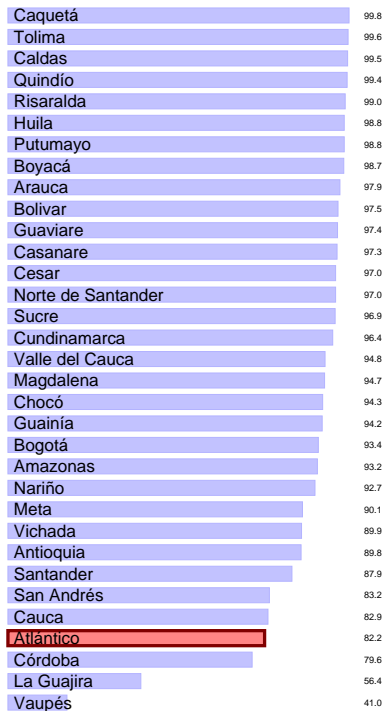 Caquetá 99.8
Tolima 99.6
Caldas 99.5
Quindío 99.4
Risaralda 99.0
Huila 98.8
Putumayo 98.8
Boyacá 98.7
Arauca 97.9
Bolivar 97.5
Guaviare 97.4
Casanare 97.3
Cesar 97.0
Norte de Santander 97.0
Sucre 96.9
Cundinamarca 96.4
Valle del Cauca 94.8
Magdalena 94.7
Chocó 94.3
Guainía 94.2
Bogotá 93.4
Amazonas 93.2
Nariño 92.7
Meta 90.1
Vichada 89.9
Antioquia 89.8
Santander 87.9
San Andrés 83.2
Cauca 82.9
Atlántico 82.2
Córdoba 79.6
La Guajira 56.4
Vaupés 41.0